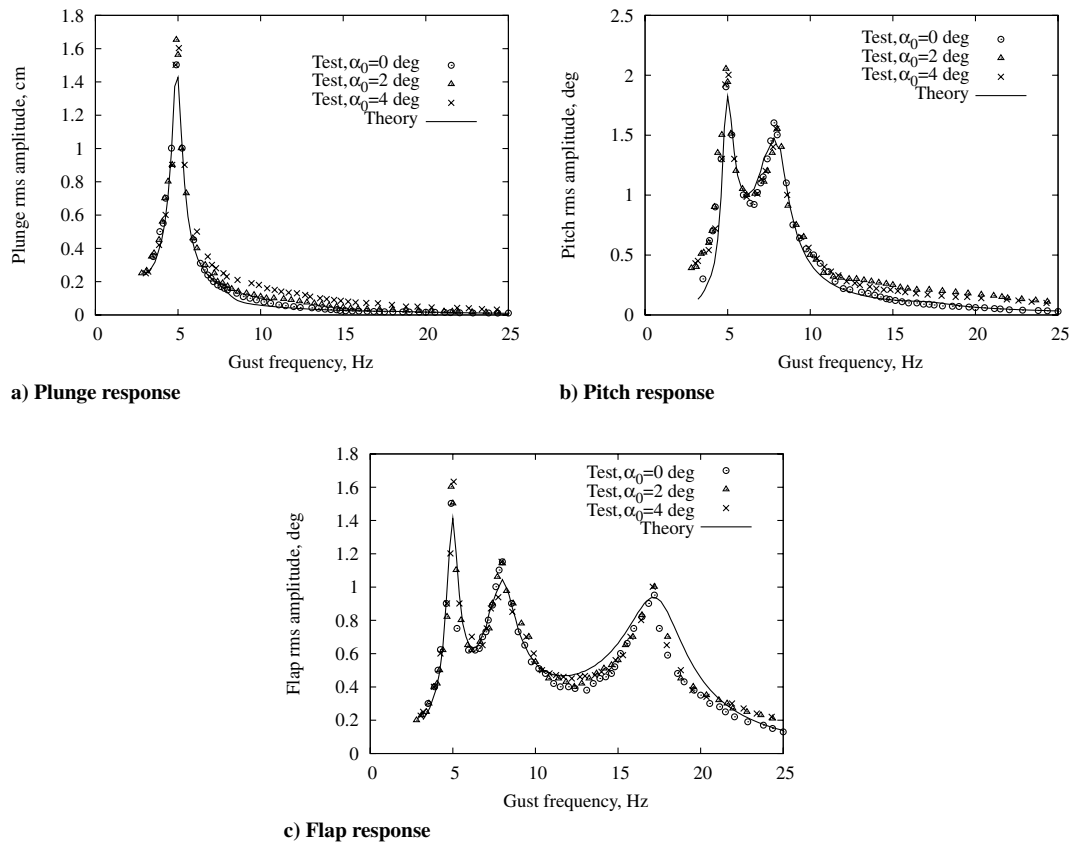 1.8
1.6
1.4
1.2
1
0.8
0.6
0.4
0.2
0
Plunge rms amplitude, cm
Test, α0=0 deg
Test, α0=2 deg
Test, α0=4 deg
Theory
0
5
10
15
20
25
Gust frequency, Hz
a) Plunge response
2.5
2
1.5
1
0.5
0
Pitch rms amplitude, deg
Test, α0=0 deg
Test, α0=2 deg
Test, α0=4 deg
Theory
0
5
10
15
20
25
Gust frequency, Hz
b) Pitch response
1.8
1.6
1.4
1.2
1
0.8
0.6
0.4
0.2
0
Flap rms amplitude, deg
Test, α0=0 deg
Test, α0=2 deg
Test, α0=4 deg
Theory
0
5
10
15
20
25
Gust frequency, Hz
c) Flap response